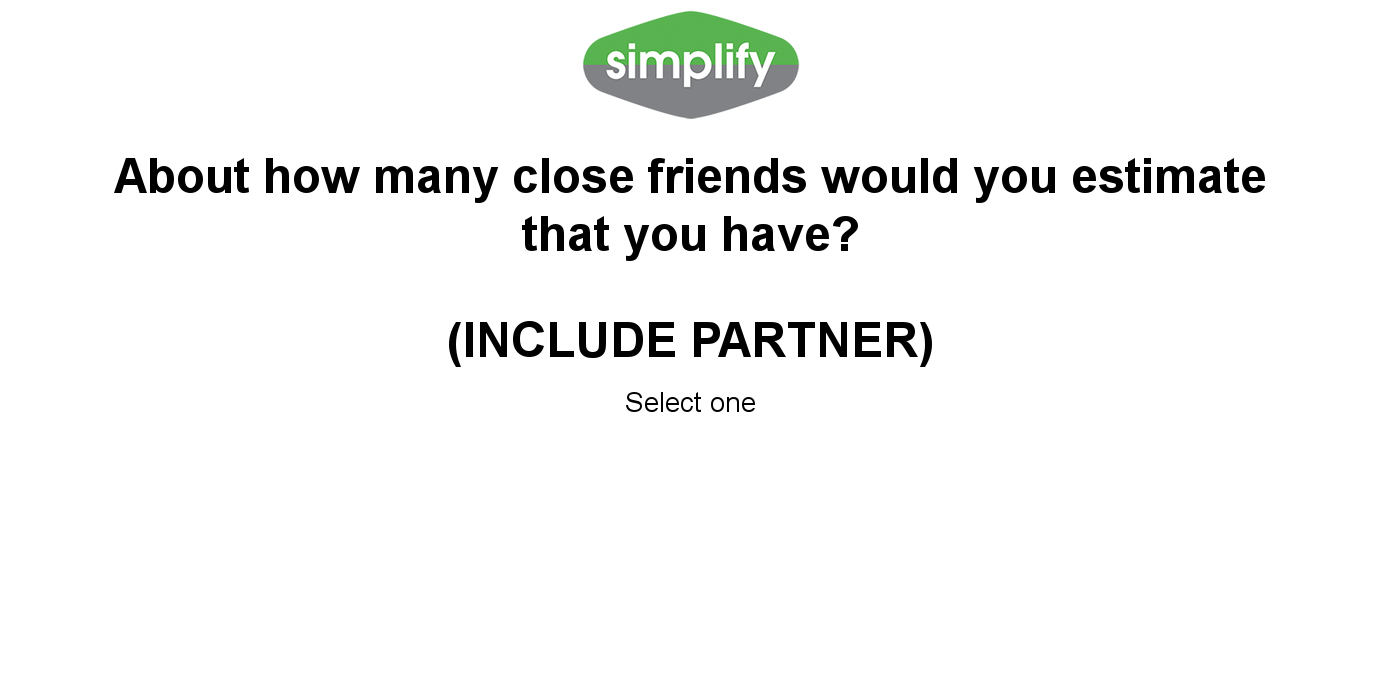 simplify
About how many close friends would you estimate
that you have?
(INCLUDE PARTNER)
Select one